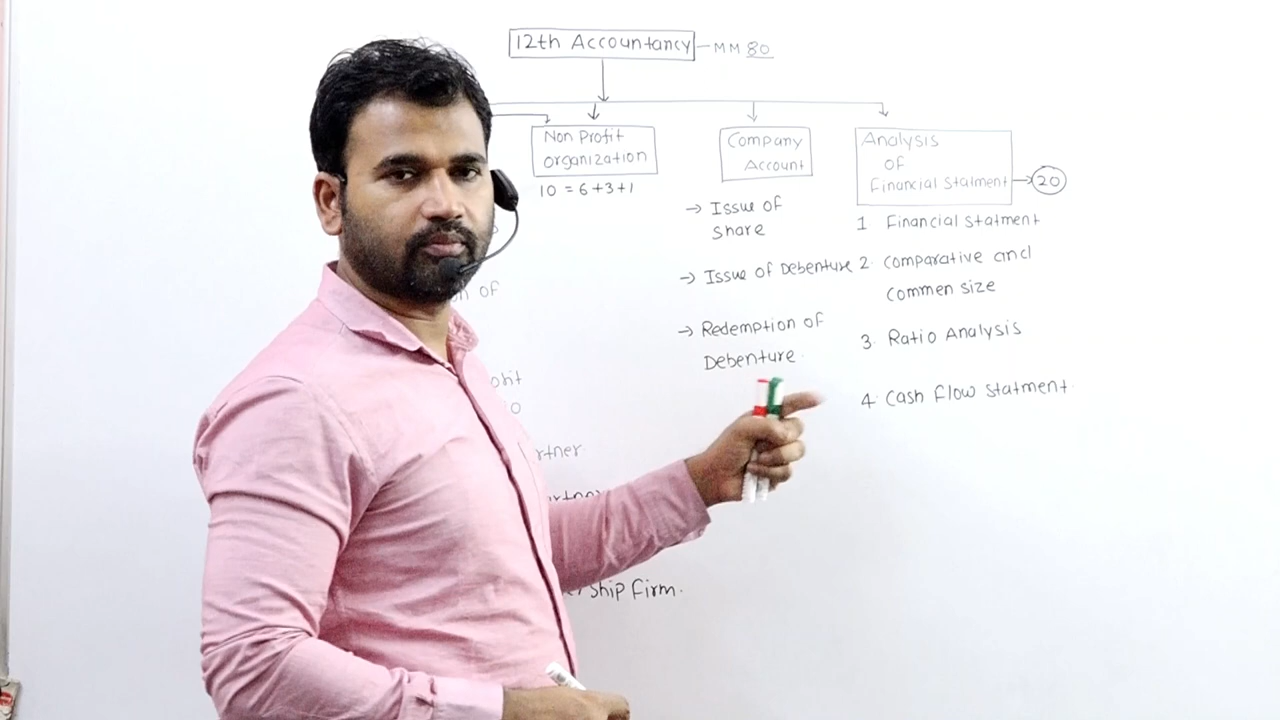 12th Accountancy – MM 80
Non Profit
organization
10 = 6+3+1
Company
Account
→ Issue of
share
→ Issue of Debenture
→ Redemption of
Debenture
Analysis
OF
Financial Statment → 20
1 Financial statment
2. comparative and
commen size
3. Ratio Analysis
4. Cash flow statment
of
ship firm.